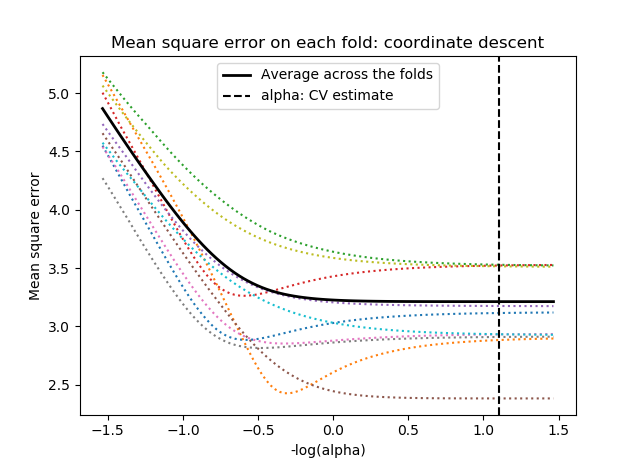 Mean square error on each fold: coordinate descent
Average across the folds
alpha: CV estimate
Mean square error
5.0
4.5
4.0
3.5
3.0
2.5
−1.5 −1.0 −0.5 0.0 0.5 1.0 1.5
-log(alpha)